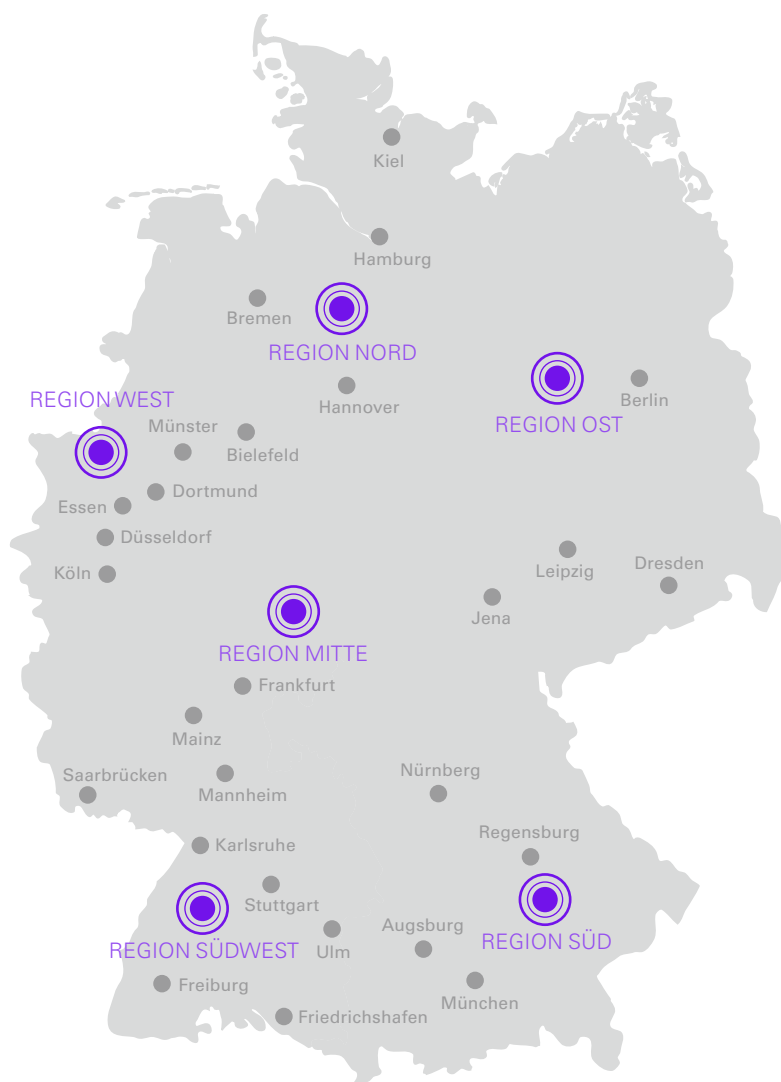 Kiel
Hamburg
Bremen
REGION NORD
REGION WEST
Hannover
Berlin
REGION OST
Münster
Bielefeld
Dortmund
Essen
Düsseldorf
Köln
Leipzig
Dresden
Jena
REGION MITTE
Frankfurt
Mainz
Saarbrücken
Mannheim
Nürnberg
Regensburg
Karlsruhe
Stuttgart
Augsburg
REGION SÜD
REGION SÜDWEST
Ulm
Freiburg
München
Friedrichshafen